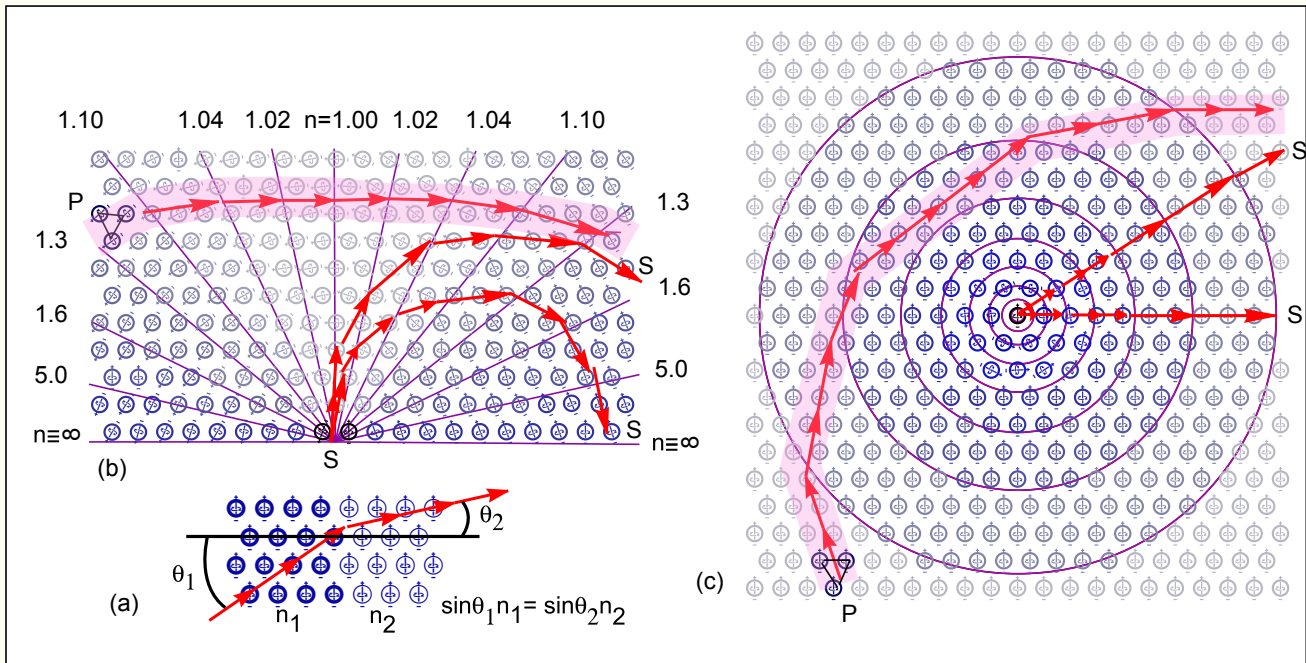 1.10 1.04 1.02 n=1.00 1.02 1.04 1.10
P
1.3 1.3
S
1.6 1.6
5.0 5.0
n≡∞ S n≡∞
(b) S
θ1 θ2
(a) n1 n2 sinθ1n1= sinθ2n2
S
S
(c)
P